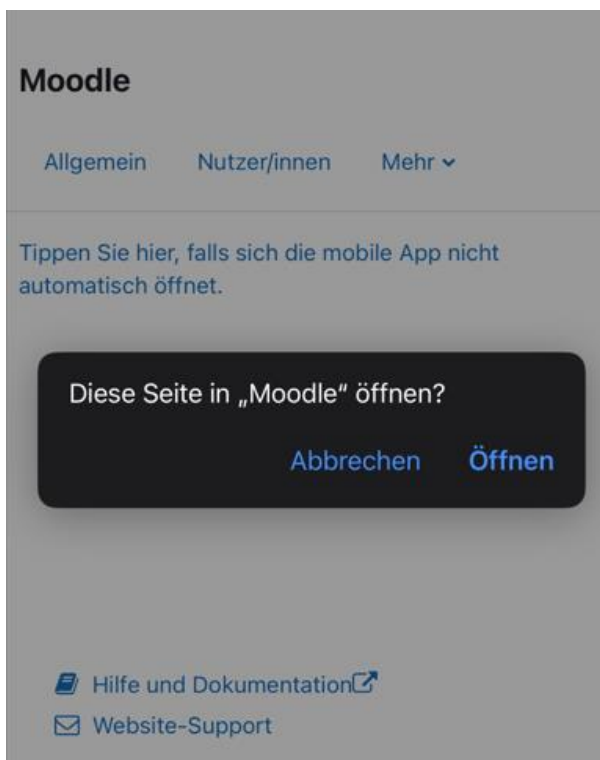 Moodle
Allgemein Nutzer/innen Mehr
Tippen Sie hier, falls sich die mobile App nicht
automatisch öffnet.
Diese Seite in „Moodle“ öffnen?
Abbrechen Öffnen
Hilfe und Dokumentation
Website-Support